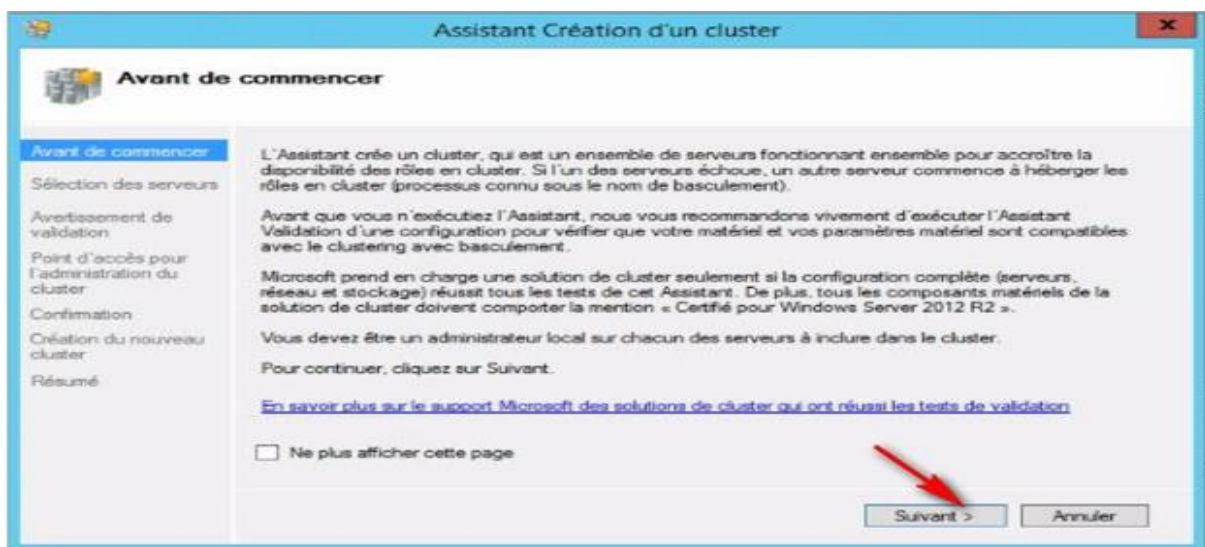 Assistant Création d'un cluster
x
Avant de commencer
Avant de commencer
Sélection des serveurs
Avertissement de
validation
Point d'accès pour
l'administration du
cluster
Confirmation
Création du nouveau
cluster
Résumé
L'Assistant crée un cluster, qui est un ensemble de serveurs fonctionnant ensemble pour accroître la
disponibilité des rôles en cluster. Si l'un des serveurs échoue, un autre serveur commence à héberger les
rôles en cluster (processus connu sous le nom de basculement).
Avant que vous n'exécutiez l'Assistant, nous vous recommandons vivement d'exécuter l'Assistant
Validation d'une configuration pour vérifier que votre matériel et vos paramètres matériel sont compatibles
avec le clustering avec basculement.
Microsoft prend en charge une solution de cluster seulement si la configuration complète (serveurs,
réseau et stockage) réussit tous les tests de cet Assistant. De plus, tous les composants matériels de la
solution de cluster doivent comporter la mention « Certifié pour Windows Server 2012 R2 ».
Vous devez être un administrateur local sur chacun des serveurs à inclure dans le cluster.
Pour continuer, cliquez sur Suivant.
En savoir plus sur le support Microsoft des solutions de cluster qui ont réussi les tests de validation
Ne plus afficher cette page
Suivant >
Annuler